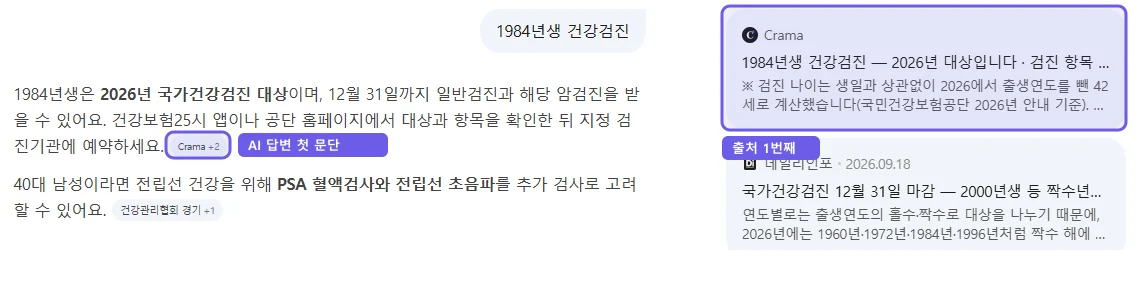 1984년생 건강검진
1984년생은 2026년 국가건강검진 대상이며, 12월 31일까지 일반검진과 해당 암검진을 받
을 수 있어요. 건강보험25시 앱이나 공단 홈페이지에서 대상과 항목을 확인한 뒤 지정 검
진기관에 예약하세요. Crama +2 AI 답변 첫 문단
40대 남성이라면 전립선 건강을 위해 PSA 혈액검사와 전립선 초음파를 추가 검사로 고려
할 수 있어요. 건강관리협회 경기 +1
C Crama
1984년생 건강검진 — 2026년 대상입니다 · 검진 항목 ...
※ 검진 나이는 생일과 상관없이 2026에서 출생연도를 뺀 42
세로 계산했습니다(국민건강보험공단 2026년 안내 기준). ...
출처 1번째
데일리인포 · 2026.09.18
국가건강검진 12월 31일 마감 — 2000년생 등 짝수년...
연도별로는 출생연도의 홀수·짝수로 대상을 나누기 때문에,
2026년에는 1960년·1972년·1984년·1996년처럼 짝수 해에 ...